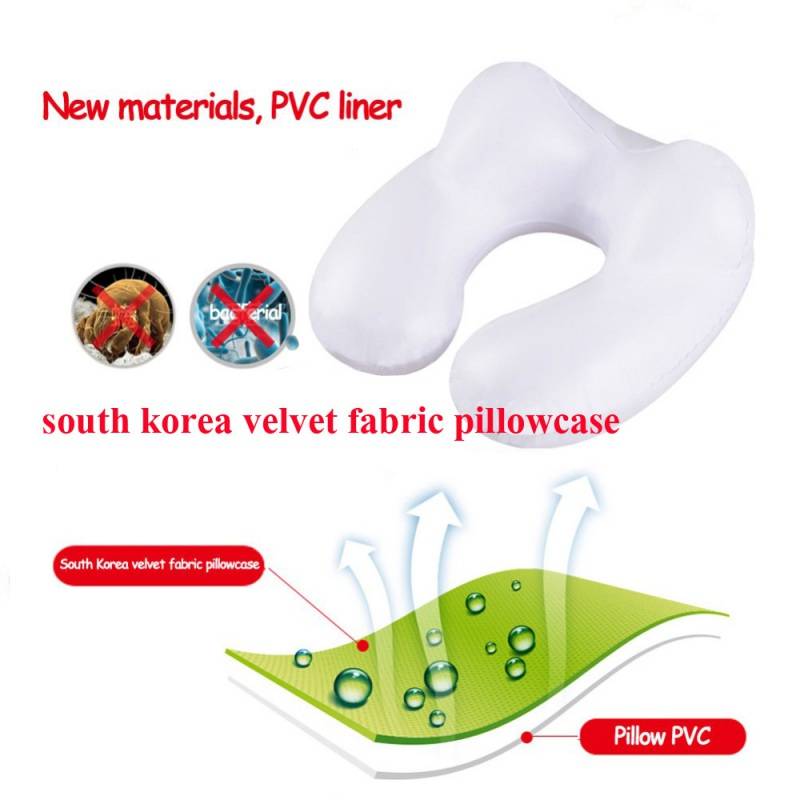 New materials, PVC liner
bacterial
south korea velvet fabric pillowcase
South Korea velvet fabric pillowcase
Pillow PVC